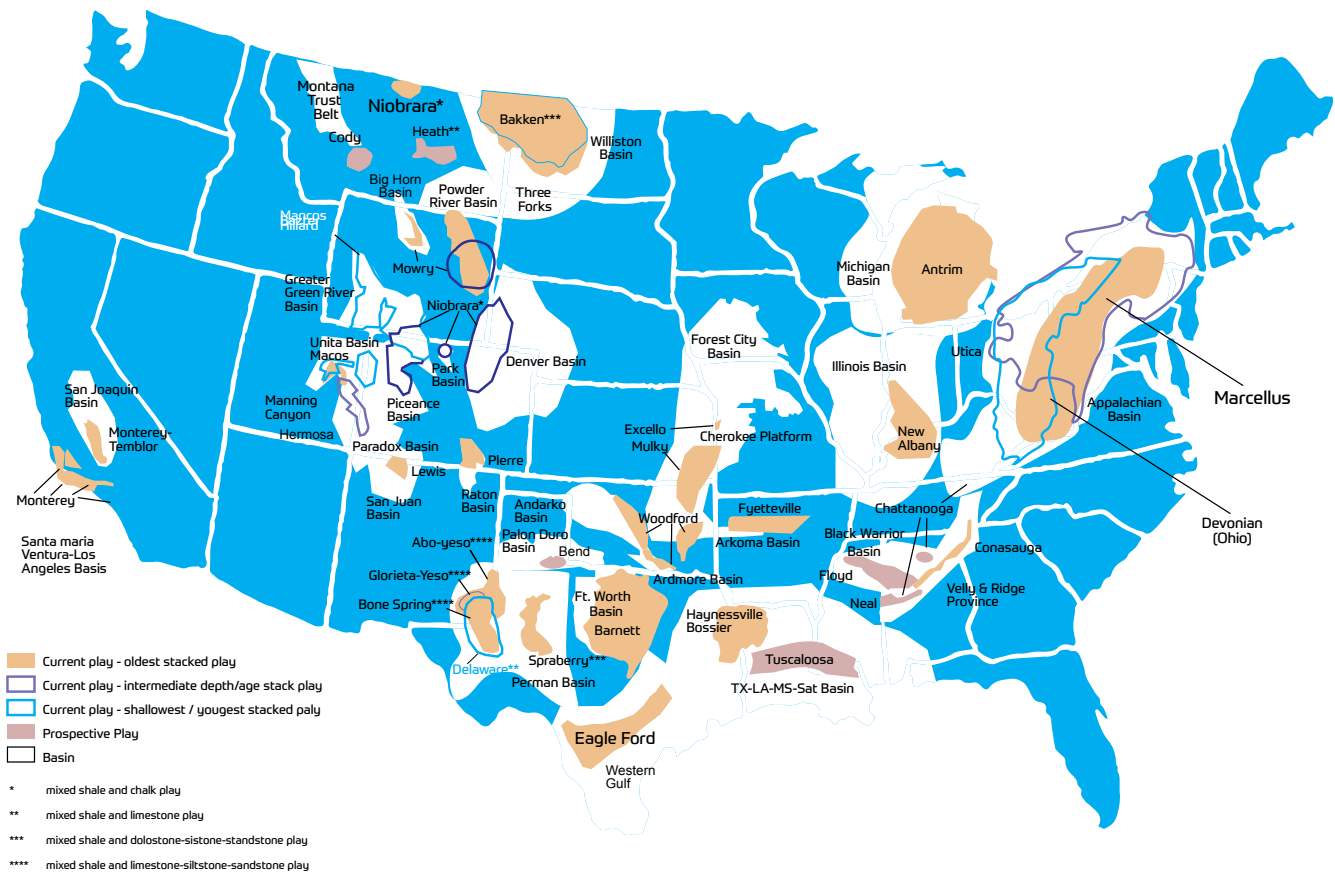 Montana
Trust
Belt
Niobrara*
Bakken***
Cody
Heath**
Williston
Basin
Big Horn
Basin
Powder
River Basin
Three
Forks
Mancos
Hillard
Mowry
Greater
Green River
Basin
Niobrara*
Unita Basin
Macos
Park
Basin
Denver Basin
Manning
Canyon
Piceance
Basin
Hermosa
Paradox Basin
Lewis
Pierre
San Juan
Basin
Raton
Basin
San Joaquin
Basin
Monterey-
Temblor
Monterey
Santa maria
Ventura-Los
Angeles Basis
Michigan
Basin
Antrim
Forest City
Basin
Illinois Basin
Utica
Marcellus
Appalachian
Basin
Excello
Mulky
Cherokee Platform
New
Albany
Andarko
Basin
Palon Duro
Basin
Bend
Woodford
Fyetteville
Arkoma Basin
Ardmore Basin
Chattanooga
Black Warrior
Basin
Floyd
Neal
Conasauga
Velly & Ridge
Province
Devonian
(Ohio)
Abo-yeso****
Glorieta-Yeso****
Bone Spring****
Delaware**
Spraberry***
Perman Basin
Ft. Worth
Basin
Barnett
Haynessville
Bossier
Tuscaloosa
TX-LA-MS-Sat Basin
Eagle Ford
Western
Gulf
Current play - oldest stacked play
Current play - intermediate depth/age stack play
Current play - shallowest / yougest stacked paly
Prospective Play
Basin
* mixed shale and chalk play
** mixed shale and limestone play
*** mixed shale and dolostone-sistone-standstone play
**** mixed shale and limestone-siltstone-sandstone play